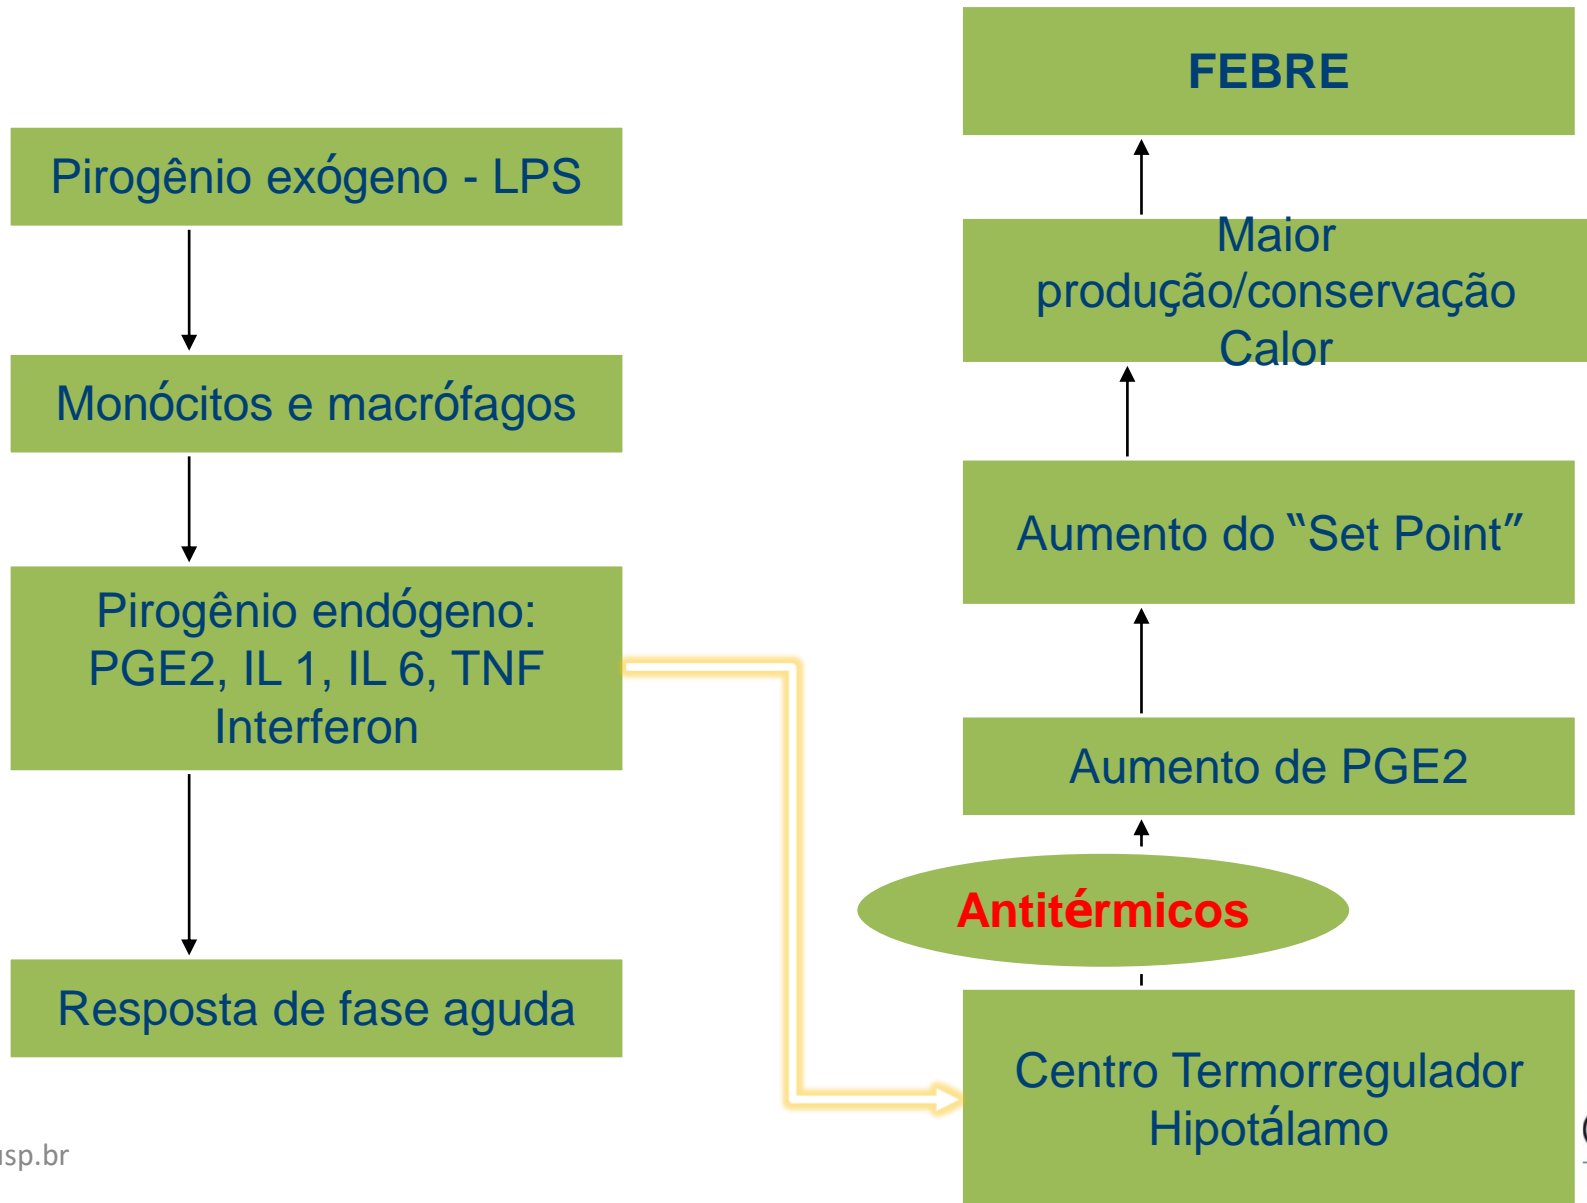 Pirogênio exógeno - LPS
Monócitos e macrófagos
Pirogênio endógeno:
PGE2, IL 1, IL 6, TNF
Interferon
Resposta de fase aguda
FEBRE
Maior
produção/conservação
Calor
Aumento do “Set Point”
Aumento de PGE2
Antitérmicos
Centro Termorregulador
Hipotálamo
usp.br